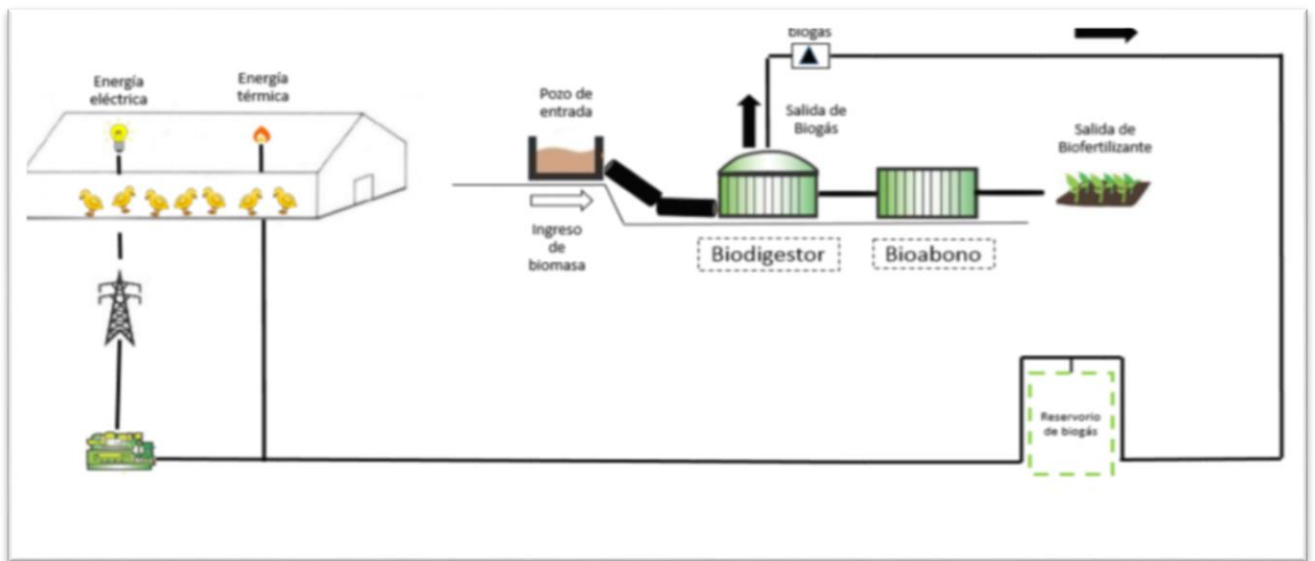 biogas
Energía
eléctrica
Energía
térmica
Pozo de
entrada
Salida de
Biogás
Salida de
Biofertilizante
Ingreso
de
biomasa
Biodigestor
Bioabono
Reservorio
de biogás